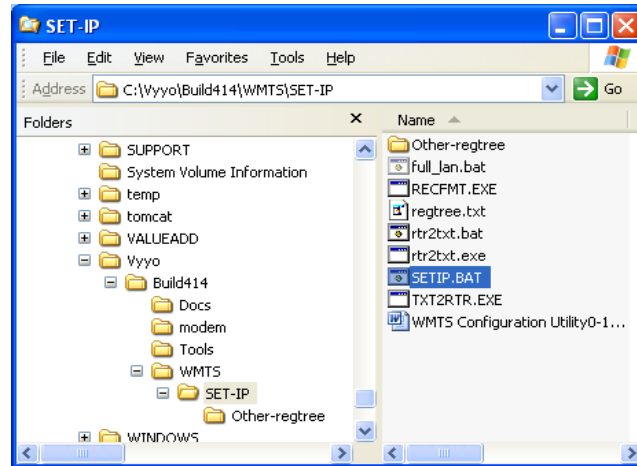 SET-IP
File Edit View Favorites Tools Help
Address C:\Vyyo\Build414\WMTS\SET-IP Go
Folders
SUPPORT
System Volume Information
temp
tomcat
VALUEADD
Vyyo
Build414
Docs
modem
Tools
WMTS
SET-IP
Other-regtree
WINDOWS
Name
Other-regtree
full_lan.bat
RECFMT.EXE
regtree.txt
rtr2txt.bat
rtr2txt.exe
SETIP.BAT
TXT2RTR.EXE
WMTS Configuration Utility0-1...